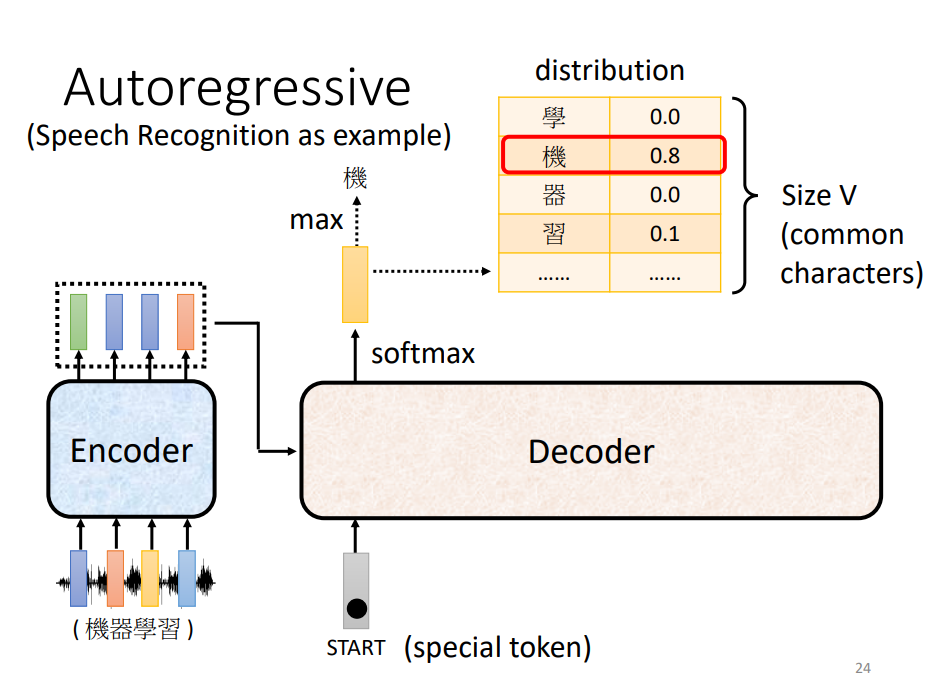 Autoregressive
(Speech Recognition as example)
distribution
學 0.0
機 0.8
器 0.0
習 0.1
...... ......
Size V
(common
characters)
機
max
softmax
Encoder
Decoder
( 機器學習 )
START (special token)
24